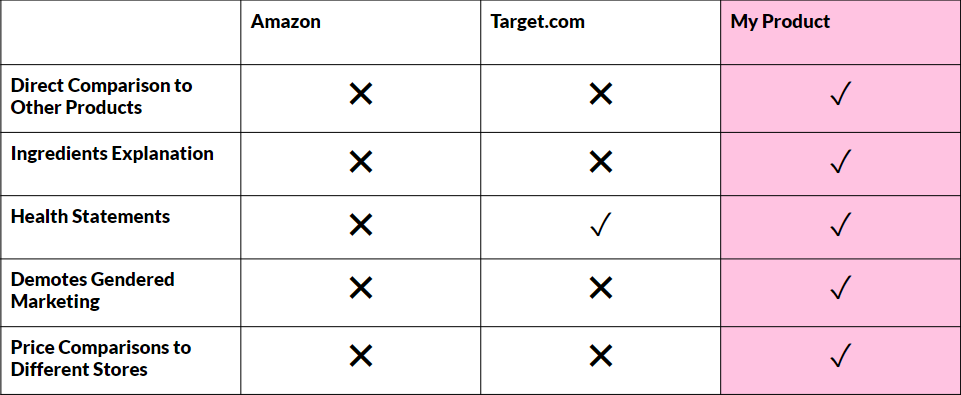 Amazon
Target.com
My Product
Direct Comparison to
Other Products
✕ ✕ ✓
Ingredients Explanation
✕ ✕ ✓
Health Statements
✕ ✓ ✓
Demotes Gendered
Marketing
✕ ✕ ✓
Price Comparisons to
Different Stores
✕ ✕ ✓